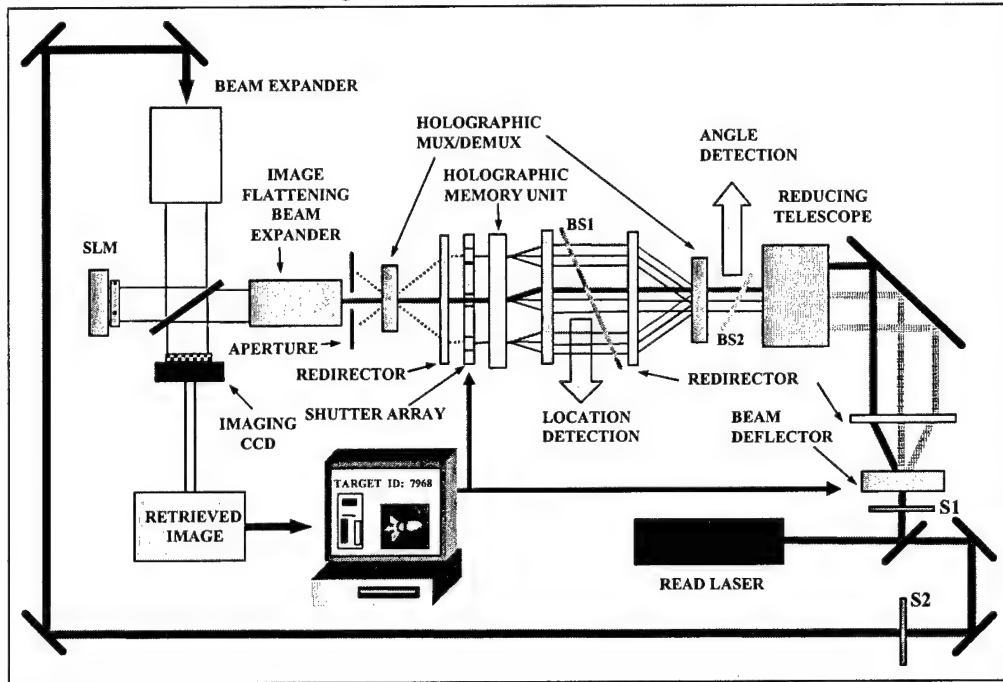 BEAM EXPANDER
HOLOGRAPHIC
MUX/DEMUX
ANGLE
DETECTION
IMAGE
FLATTENING
BEAM
EXPANDER
HOLOGRAPHIC
MEMORY UNIT
REDUCING
TELESCOPE
SLM
BS1
BS2
APERTURE
REDIRECTOR
SHUTTER ARRAY
LOCATION
DETECTION
REDIRECTOR
IMAGING
CCD
BEAM
DEFLECTOR
TARGET ID: 7968
S1
RETRIEVED
IMAGE
READ LASER
S2